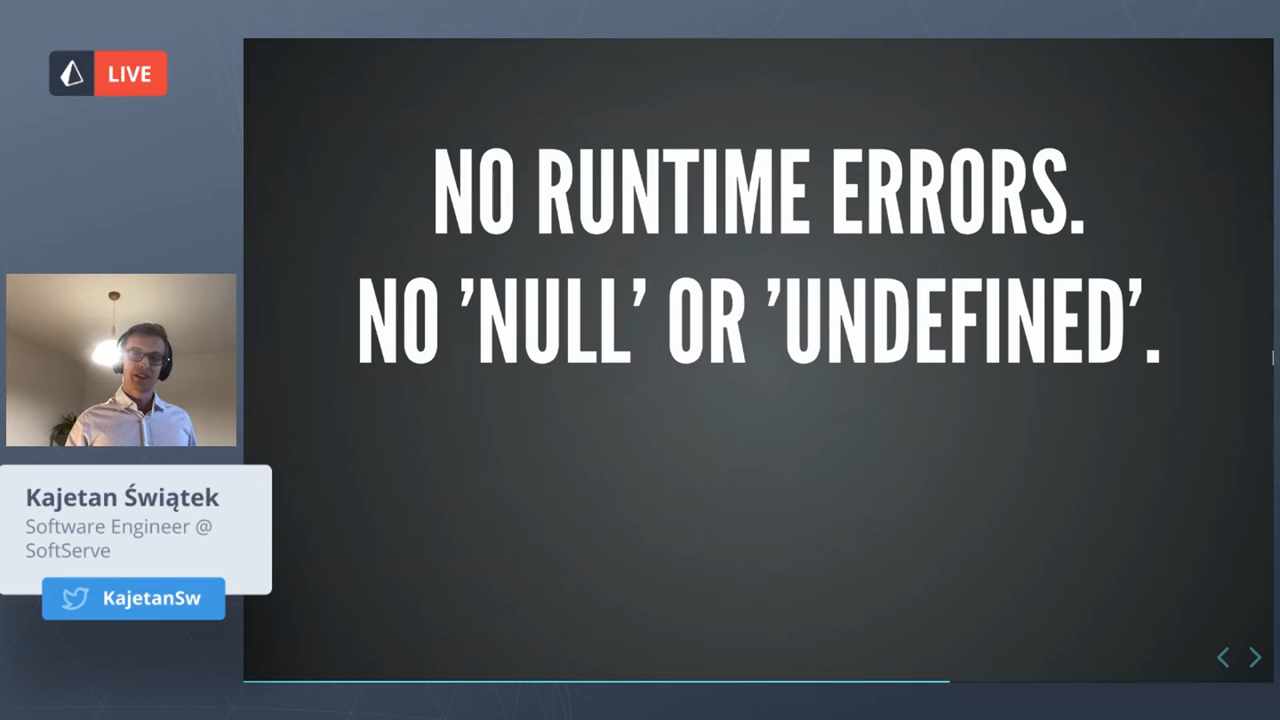 LIVE
NO RUNTIME ERRORS.
NO ’NULL’ OR ’UNDEFINED’.
Kajetan Świątek
Software Engineer @
SoftServe
KajetanSw